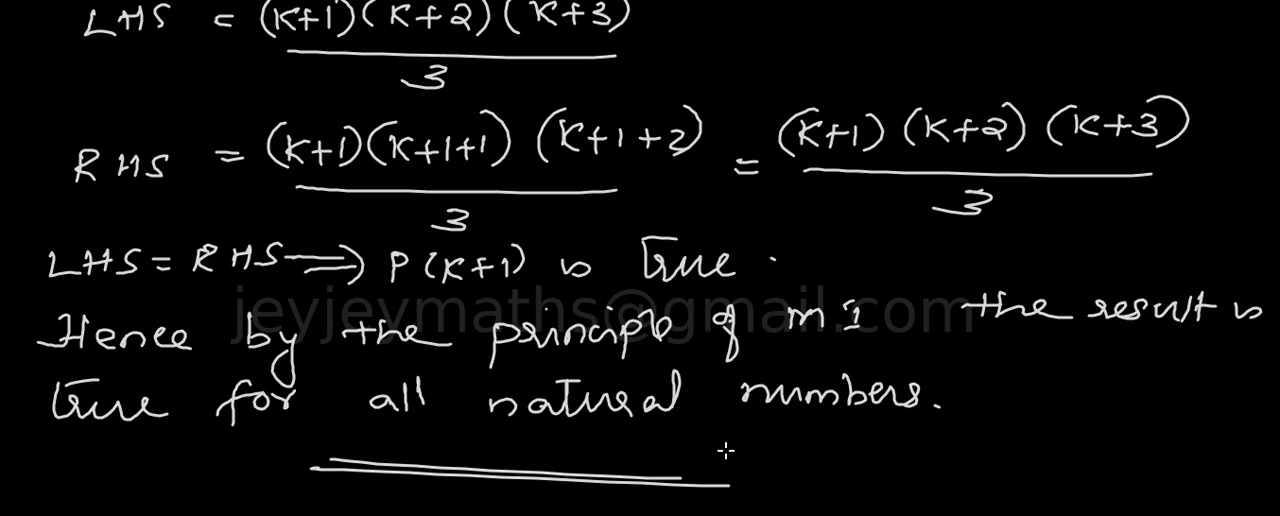 LHS = (K+1)(K+2)(K+3)
3
RHS = (K+1)(K+1+1)(K+1+2) = (K+1)(K+2)(K+3)
3 3
LHS = RHS ⟹ P(K+1) is true.
jeyjeymaths@gmail.com
Hence by the principle of M I the result is
true for all natural numbers.